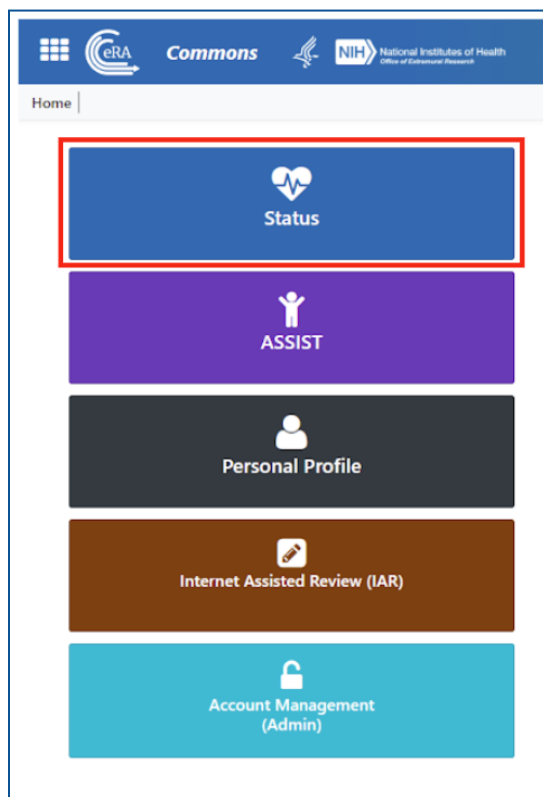 eRA Commons NIH National Institutes of Health
Office of Extramural Research
Home
Status
ASSIST
Personal Profile
Internet Assisted Review (IAR)
Account Management
(Admin)